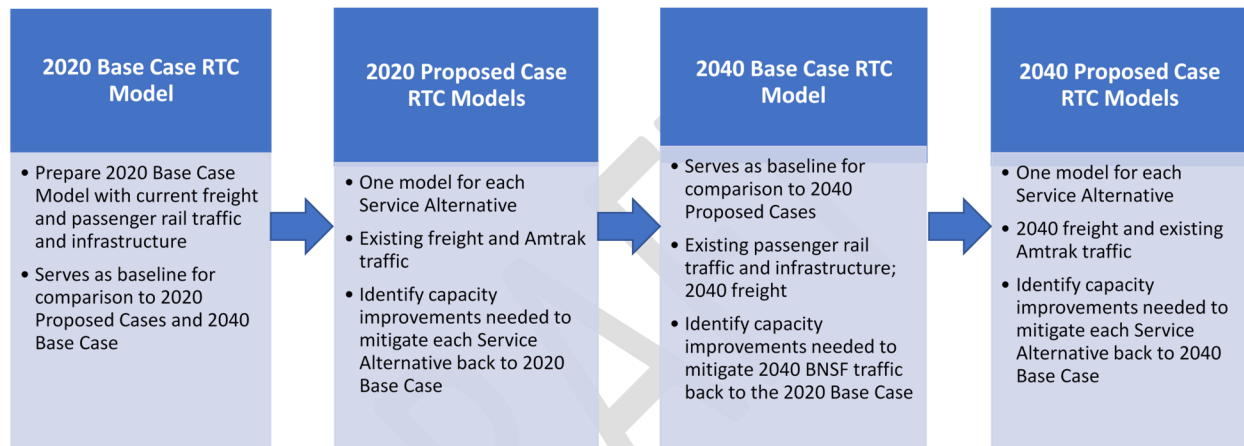 2020 Base Case RTC
Model
• Prepare 2020 Base Case
Model with current freight
and passenger rail traffic
and infrastructure
• Serves as baseline for
comparison to 2020
Proposed Cases and 2040
Base Case
2020 Proposed Case
RTC Models
• One model for each
Service Alternative
• Existing freight and Amtrak
traffic
• Identify capacity
improvements needed to
mitigate each Service
Alternative back to 2020
Base Case
2040 Base Case RTC
Model
• Serves as baseline for
comparison to 2040
Proposed Cases
• Existing passenger rail
traffic and infrastructure;
2040 freight
• Identify capacity
improvements needed to
mitigate 2040 BNSF traffic
back to the 2020 Base Case
2040 Proposed Case
RTC Models
• One model for each
Service Alternative
• 2040 freight and existing
Amtrak traffic
• Identify capacity
improvements needed to
mitigate each Service
Alternative back to 2040
Base Case